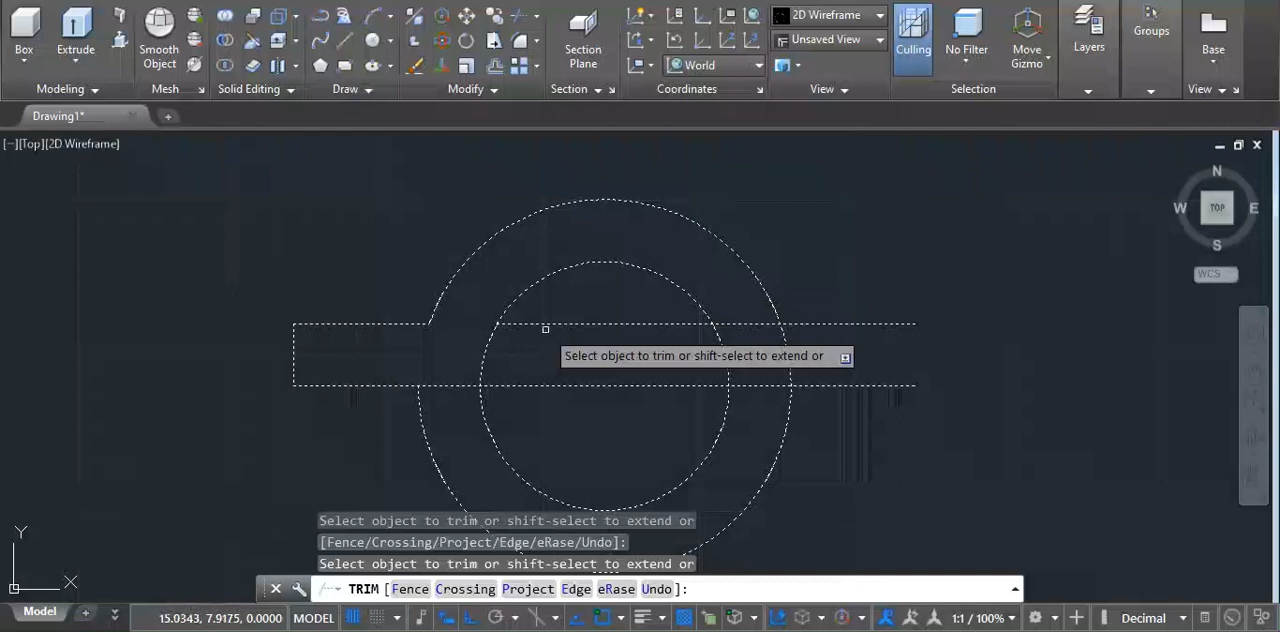 Box
Extrude
Smooth
Object
Section
Plane
World
2D Wireframe
Unsaved View
Culling
No Filter
Move
Gizmo
Layers
Groups
Base
Modeling
Mesh
Solid Editing
Draw
Modify
Section
Coordinates
View
Selection
View
Drawing1*
[−][Top][2D Wireframe]
N
W
TOP
E
S
WCS
Select object to trim or shift-select to extend or
Select object to trim or shift-select to extend or
[Fence/Crossing/Project/Edge/eRase/Undo]:
Select object to trim or shift-select to extend or
Y
X
TRIM [Fence Crossing Project Edge eRase Undo]:
Model
15.0343, 7.9175, 0.0000
MODEL
1:1 / 100%
Decimal